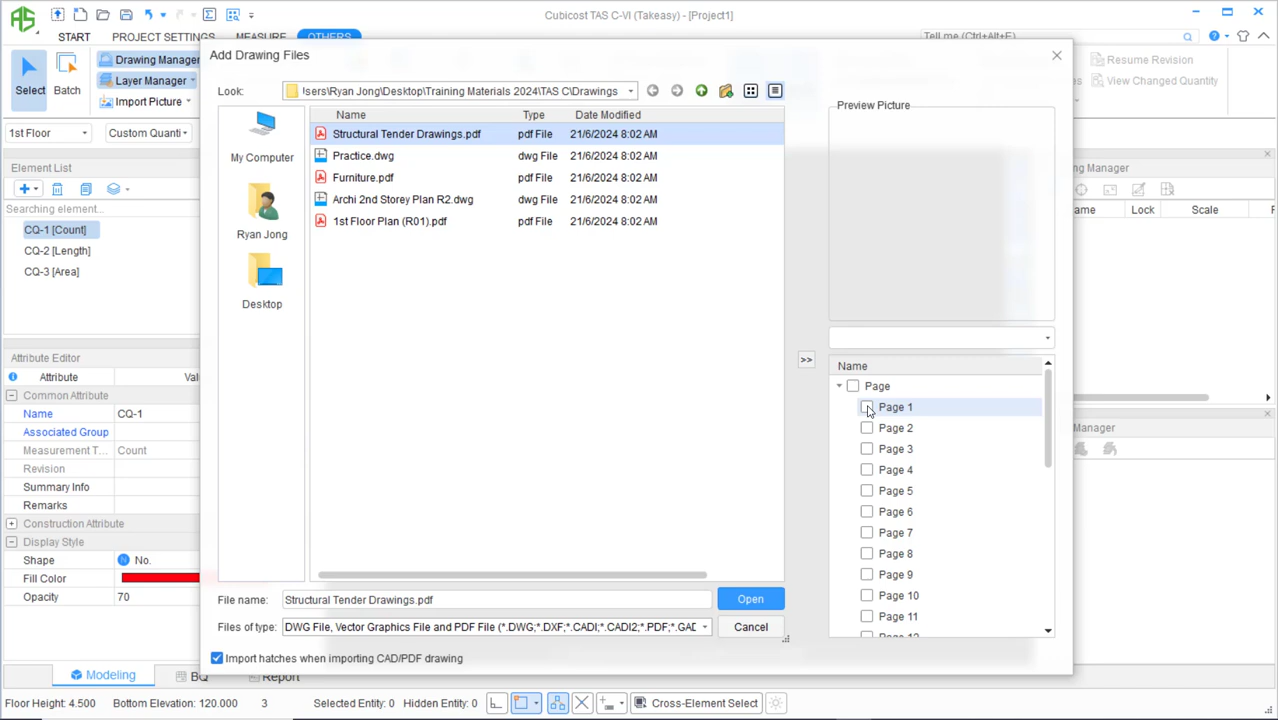 Cubicost TAS C-VI (Takeasy) - [Project1]
START
PROJECT SETTINGS
MEASURE
OTHERS
Tell me (Ctrl+Alt+F)
Select
Batch
Drawing Manager
Layer Manager
Import Picture
Resume Revision
View Changed Quantity
1st Floor
Custom Quanti
Element List
Searching element...
CQ-1 [Count]
CQ-2 [Length]
CQ-3 [Area]
Attribute Editor
Attribute
Val
Common Attribute
Name CQ-1
Associated Group
Measurement T... Count
Revision
Summary Info
Remarks
Construction Attribute
Display Style
Shape No.
Fill Color
Opacity 70
Add Drawing Files
Look: Isers\Ryan Jong\Desktop\Training Materials 2024\TAS C\Drawings
My Computer
Ryan Jong
Desktop
Name Type Date Modified
Structural Tender Drawings.pdf pdf File 21/6/2024 8:02 AM
Practice.dwg dwg File 21/6/2024 8:02 AM
Furniture.pdf pdf File 21/6/2024 8:02 AM
Archi 2nd Storey Plan R2.dwg dwg File 21/6/2024 8:02 AM
1st Floor Plan (R01).pdf pdf File 21/6/2024 8:02 AM
File name: Structural Tender Drawings.pdf
Open
Files of type: DWG File, Vector Graphics File and PDF File (*.DWG;*.DXF;*.CADI;*.CADI2;*.PDF;*.GAD
Cancel
Import hatches when importing CAD/PDF drawing
Preview Picture
>>
Name
Page
Page 1
Page 2
Page 3
Page 4
Page 5
Page 6
Page 7
Page 8
Page 9
Page 10
Page 11
Page 12
ing Manager
ame Lock Scale F
Manager
Modeling
BQ
Report
Floor Height: 4.500 Bottom Elevation: 120.000 3 Selected Entity: 0 Hidden Entity: 0 Cross-Element Select